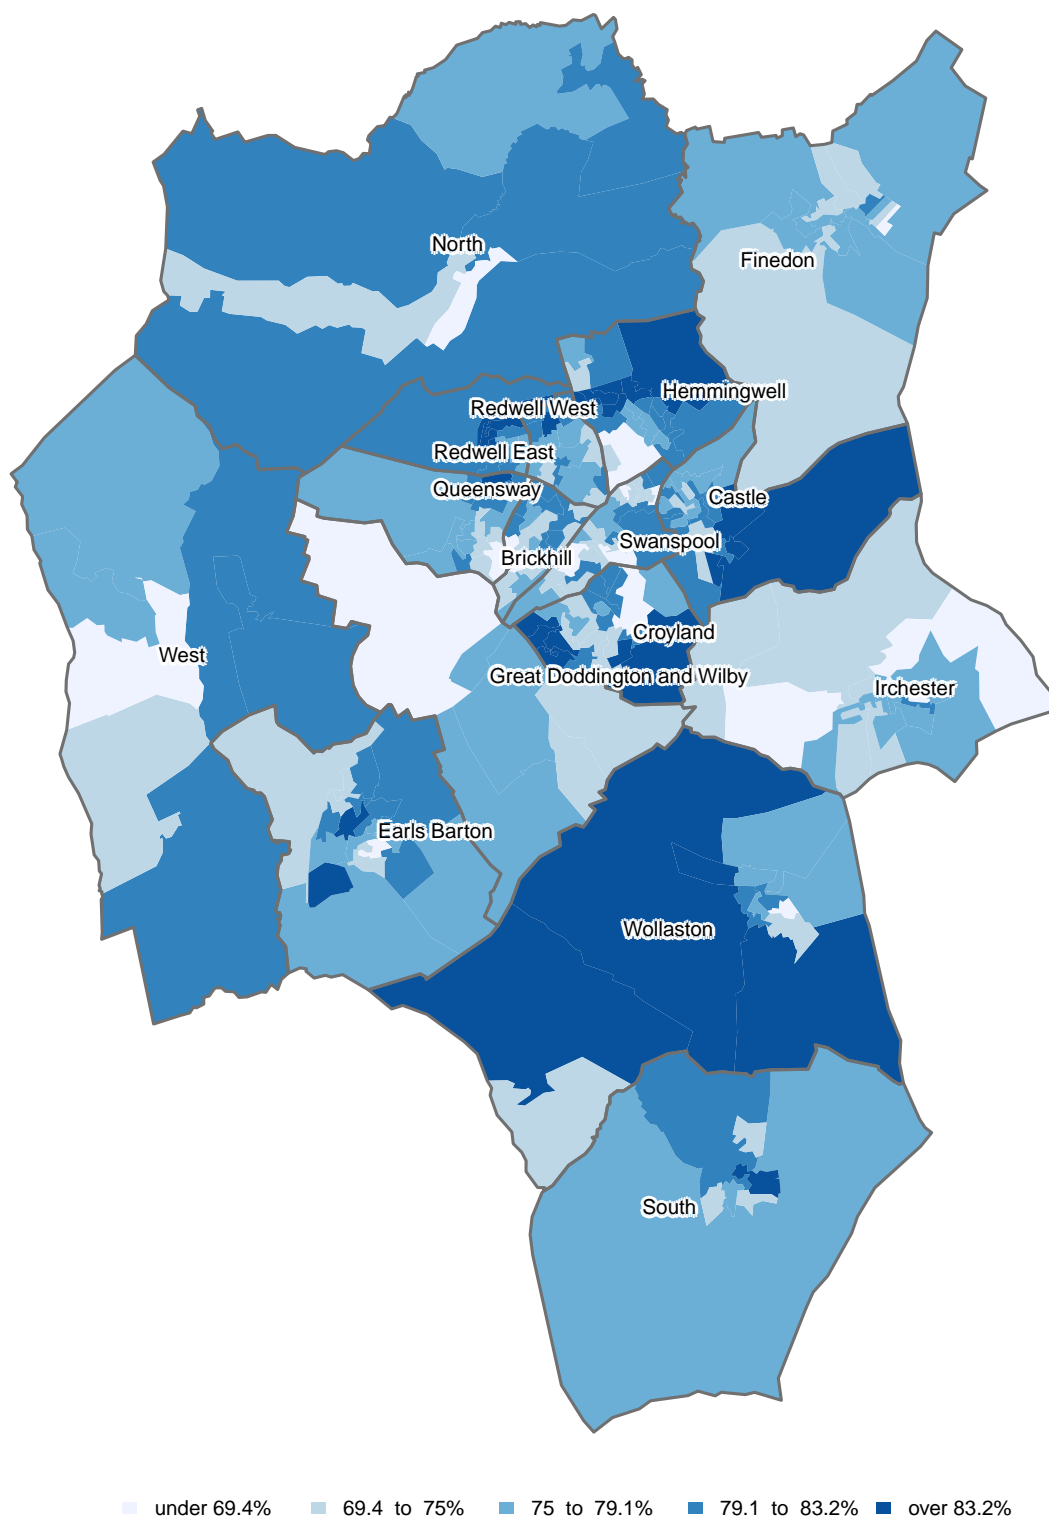 North
Finedon
Hemmingwell
Redwell West
Redwell East
Queensway
Castle
Swanspool
Brickhill
Croyland
West
Great Doddington and Wilby
Irchester
Earls Barton
Wollaston
South
under 69.4%
69.4 to 75%
75 to 79.1%
79.1 to 83.2%
over 83.2%